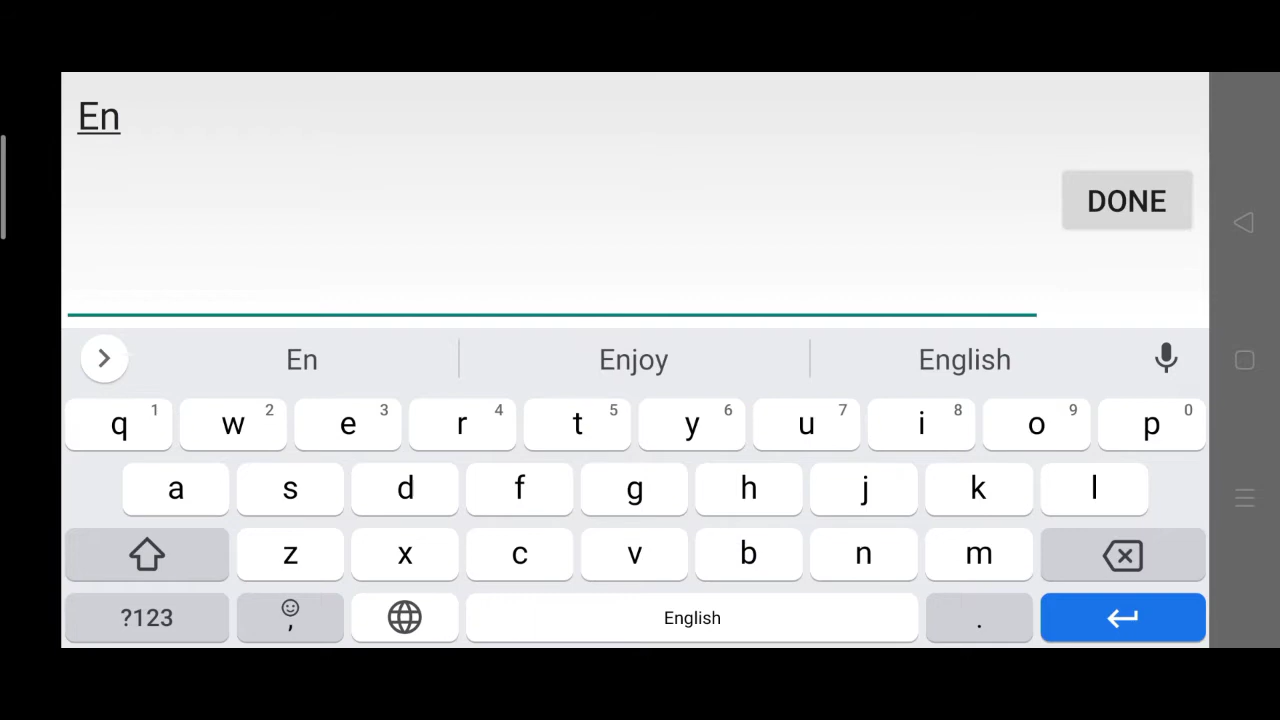 En
DONE
En Enjoy English
q 1 w 2 e 3 r 4 t 5 y 6 u 7 i 8 o 9 p 0
a s d f g h j k l
z x c v b n m
?123 , English .